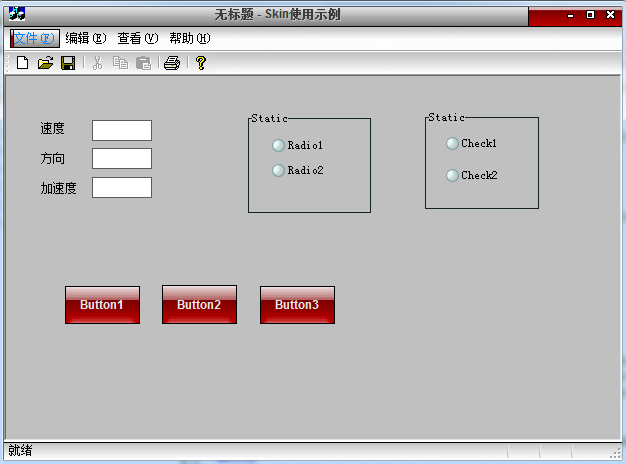 无标题 - Skin使用示例
文件(F) 编辑(E) 查看(V) 帮助(H)
速度
方向
加速度
Static
Radio1
Radio2
Static
Check1
Check2
Button1 Button2 Button3
就绪